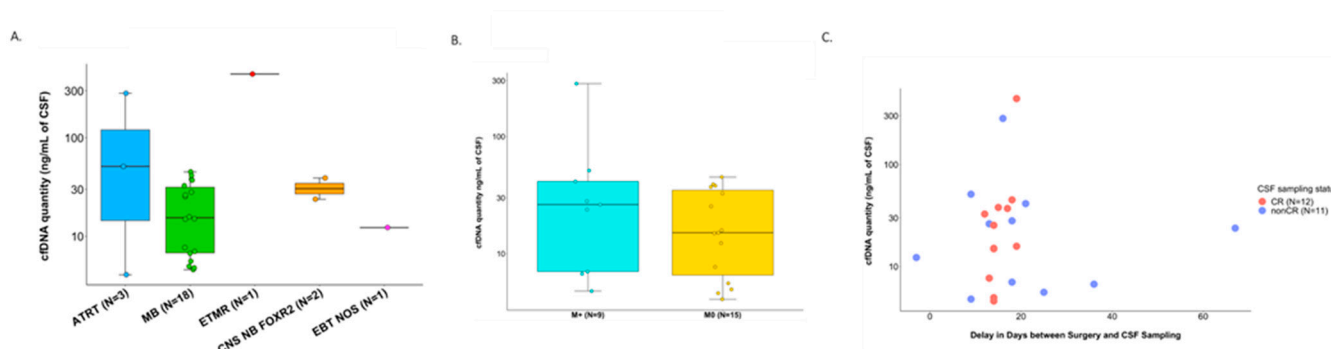 A.
cfDNA quantity (ng/mL of CSF)
300
100
30
10
ATRT (N=3)
MB (N=18)
ETMR (N=1)
CNS NB FOXR2 (N=2)
EBT NOS (N=1)
B.
cfDNA quantity ng/mL of CSF)
300
100
30
10
M+ (N=9)
M0 (N=15)
C.
cfDNA quantity (ng/mL of CSF)
300
100
30
10
0
20
40
60
Delay in Days between Surgery and CSF Sampling
CSF sampling statu
CR (N=12)
nonCR (N=11)